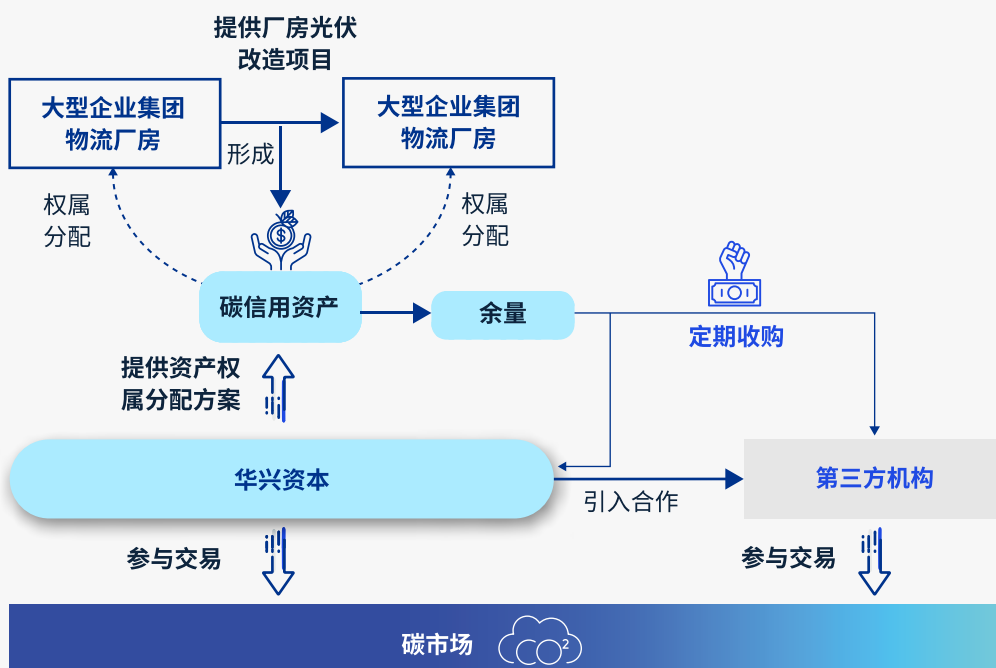 提供厂房光伏
改造项目
大型企业集团
物流厂房
大型企业集团
物流厂房
形成
权属
分配
权属
分配
$
碳信用资产
余量
定期收购
提供资产权
属分配方案
华兴资本
引入合作
第三方机构
参与交易
参与交易
碳市场
CO2